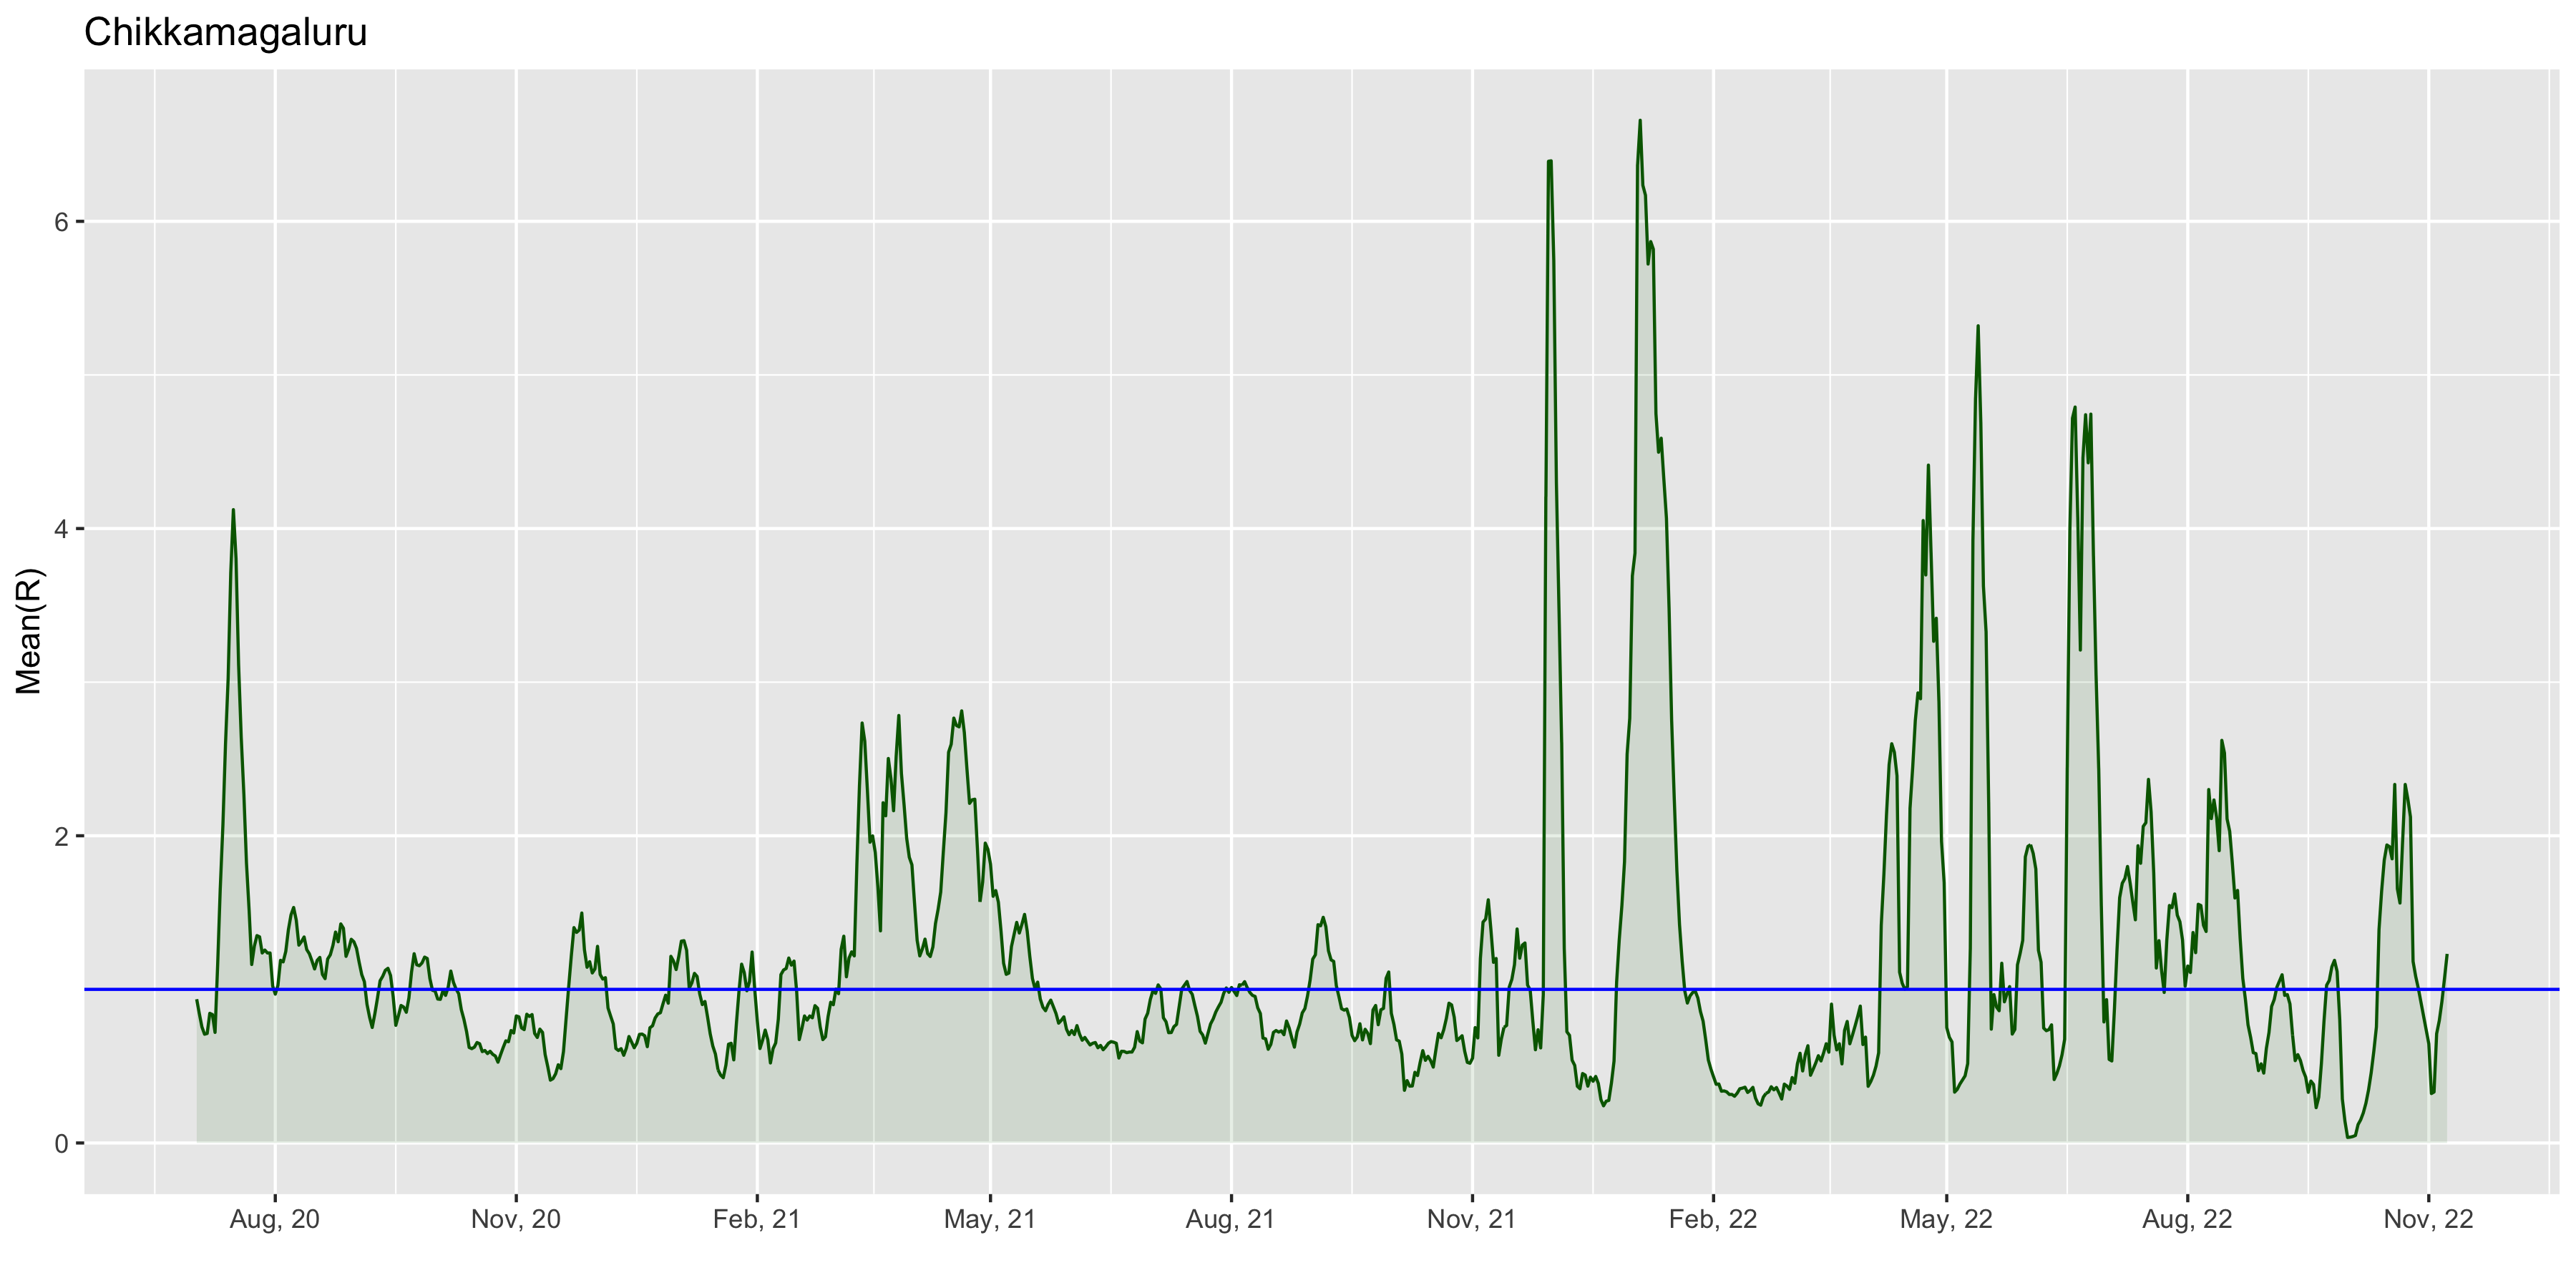 Chikkamagaluru
Mean(R)
6
4
2
0
Aug, 20 Nov, 20 Feb, 21 May, 21 Aug, 21 Nov, 21 Feb, 22 May, 22 Aug, 22 Nov, 22